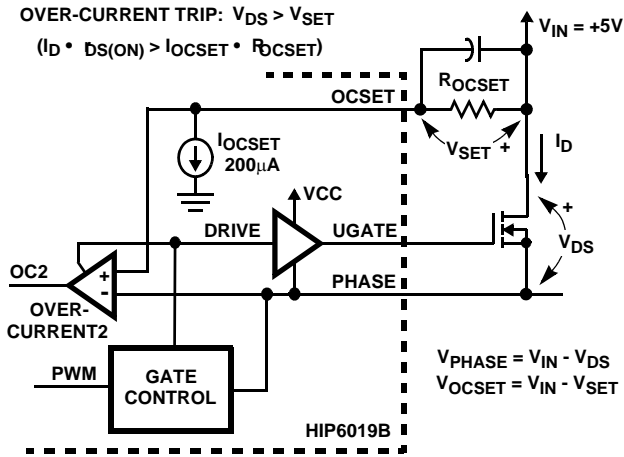 OVER-CURRENT TRIP: VDS > VSET
(ID • rDS(ON) > IOCSET • ROCSET)
VIN = +5V
ROCSET
OCSET
VSET +
ID
IOCSET
200µA
VCC
DRIVE
UGATE
+
VDS
-
OC2
+
-
PHASE
OVER-
CURRENT2
PWM
GATE
CONTROL
VPHASE = VIN - VDS
VOCSET = VIN - VSET
HIP6019B